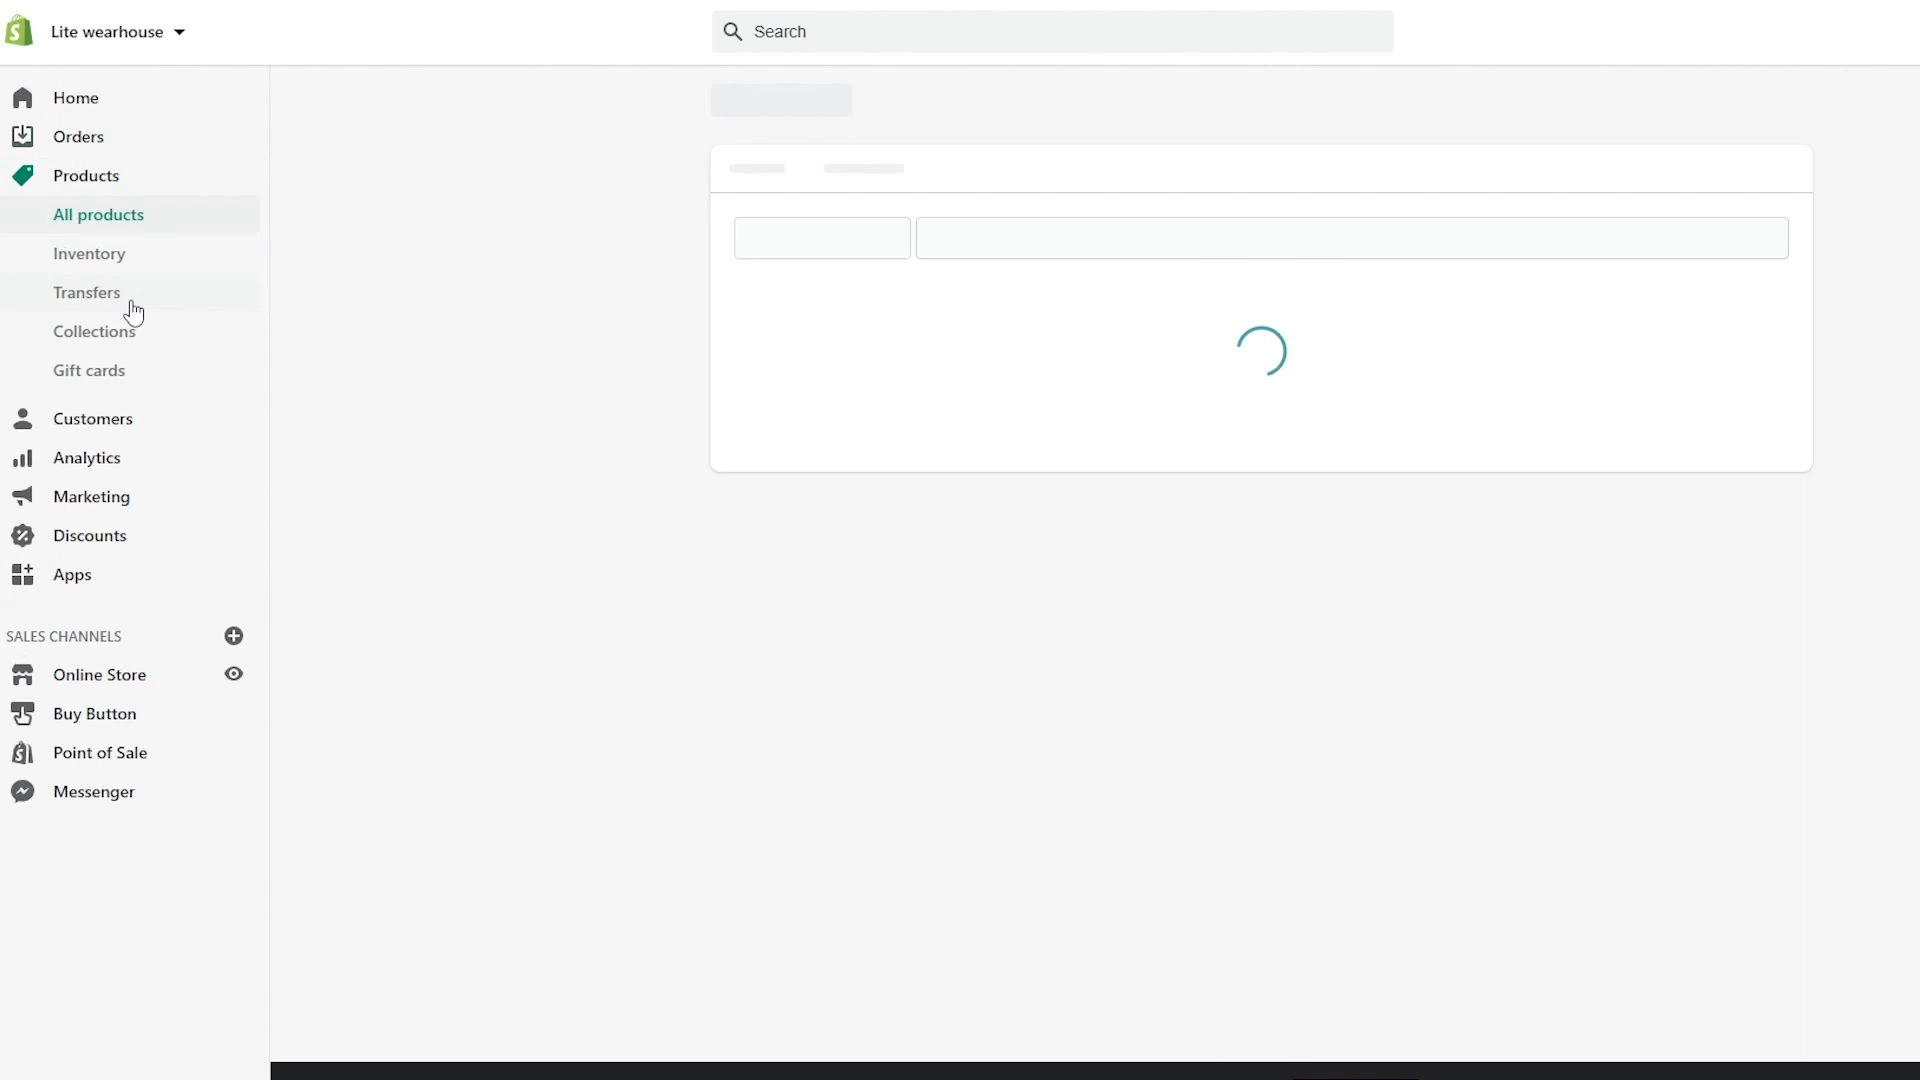 Lite wearhouse
Search
Home
Orders
Products
All products
Inventory
Transfers
Collections
Gift cards
Customers
Analytics
Marketing
Discounts
Apps
SALES CHANNELS
Online Store
Buy Button
Point of Sale
Messenger